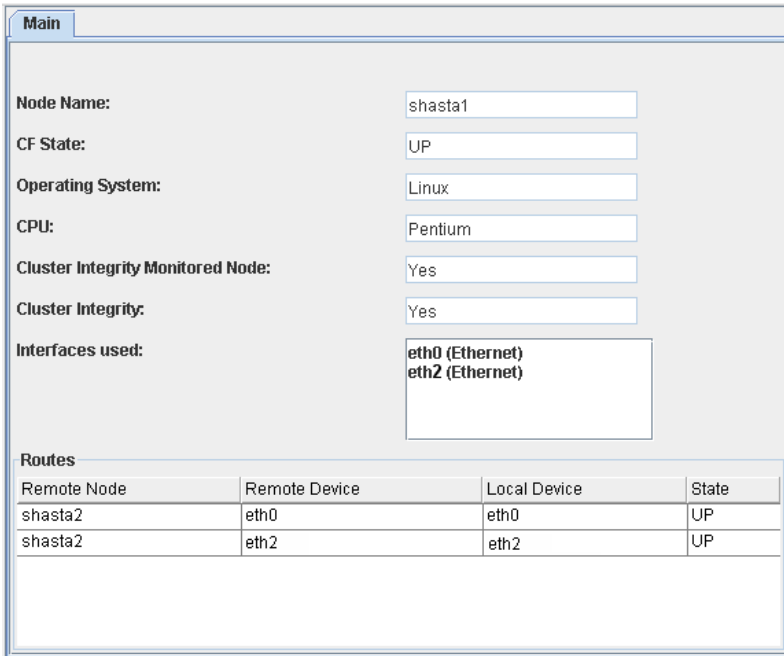 Main
Node Name: shasta1
CF State: UP
Operating System: Linux
CPU: Pentium
Cluster Integrity Monitored Node: Yes
Cluster Integrity: Yes
Interfaces used: eth0 (Ethernet)
eth2 (Ethernet)
Routes
Remote Node Remote Device Local Device State
shasta2 eth0 eth0 UP
shasta2 eth2 eth2 UP